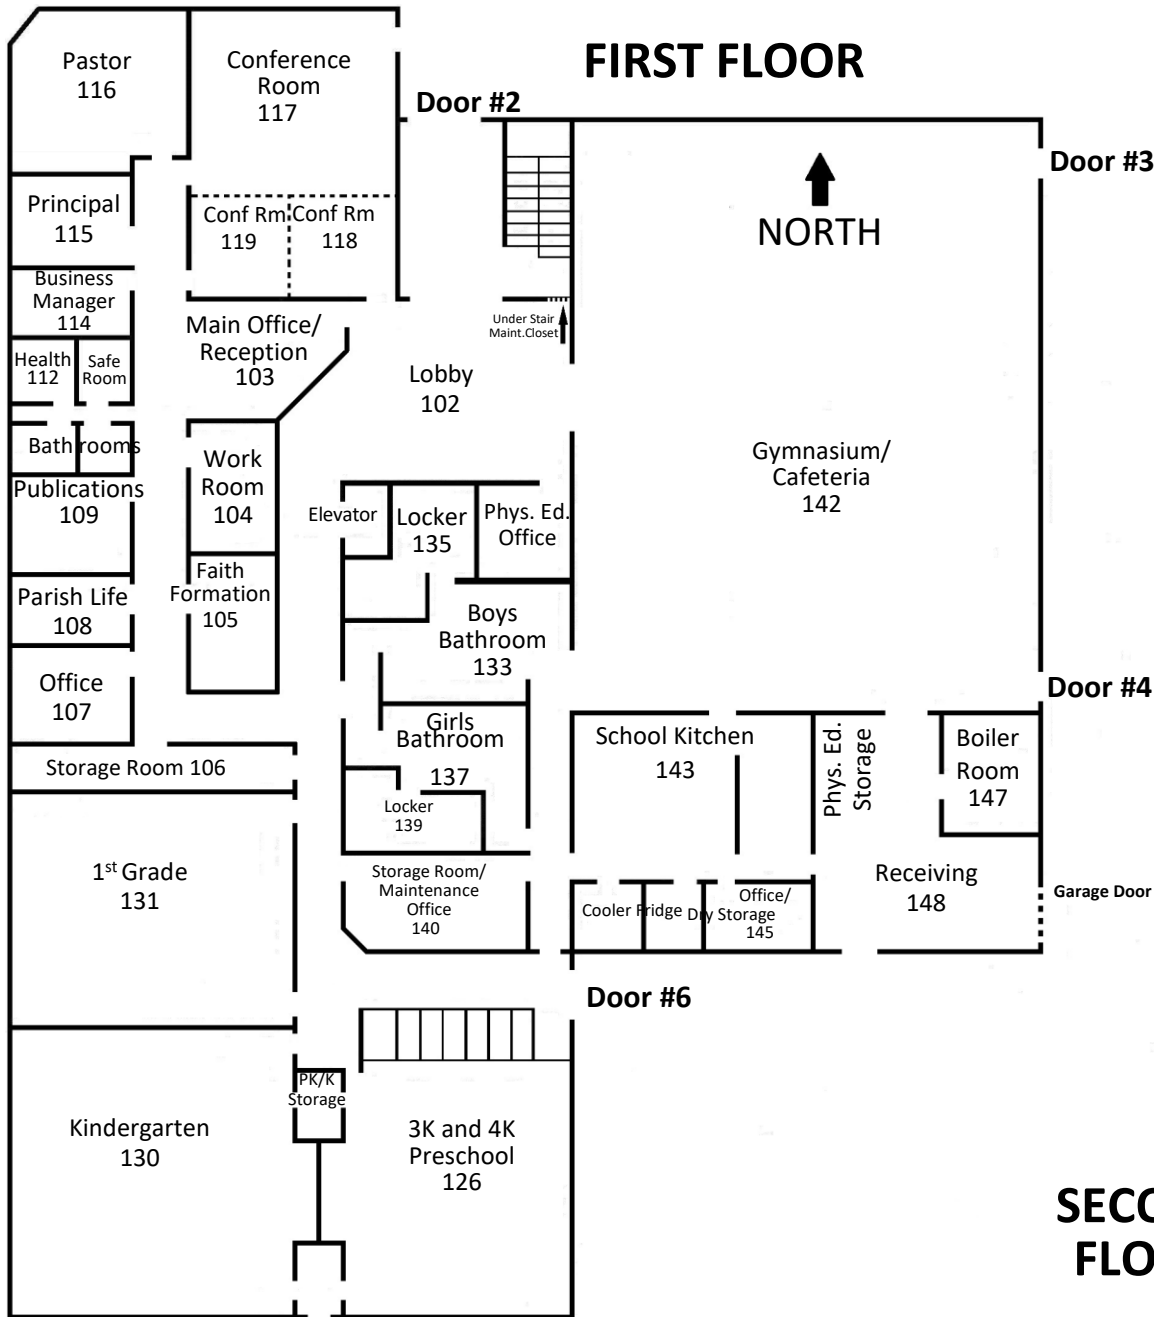 FIRST FLOOR
Pastor
116
Conference
Room
117
Door #2
Door #3
NORTH
Principal
115
Conf Rm
119
Conf Rm
118
Business
Manager
114
Main Office/
Reception
103
Under Stair
Maint.Closet
Health
112
Safe
Room
Lobby
102
Bathrooms
Work
Room
104
Gymnasium/
Cafeteria
142
Publications
109
Elevator
Locker
135
Phys. Ed.
Office
Faith
Formation
105
Parish Life
108
Boys
Bathroom
133
Office
107
Door #4
Girls
Bathroom
137
School Kitchen
143
Phys. Ed.
Storage
Boiler
Room
147
Storage Room 106
Locker
139
1st Grade
131
Storage Room/
Maintenance
Office
140
Cooler
Fridge
Office/
Dry Storage
145
Receiving
148
Garage Door
Door #6
PK/K
Storage
Kindergarten
130
3K and 4K
Preschool
126
SECO
FLO